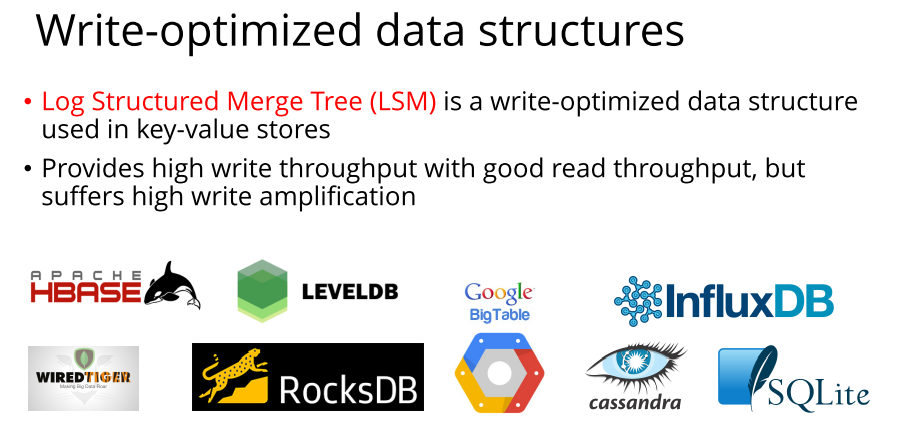 Write-optimized data structures
• Log Structured Merge Tree (LSM) is a write-optimized data structure
used in key-value stores
• Provides high write throughput with good read throughput, but
suffers high write amplification
APACHE
HBASE
LEVELDB
Google
BigTable
InfluxDB
WIREDTIGER
Making Big Data Roar
RocksDB
cassandra
SQLite